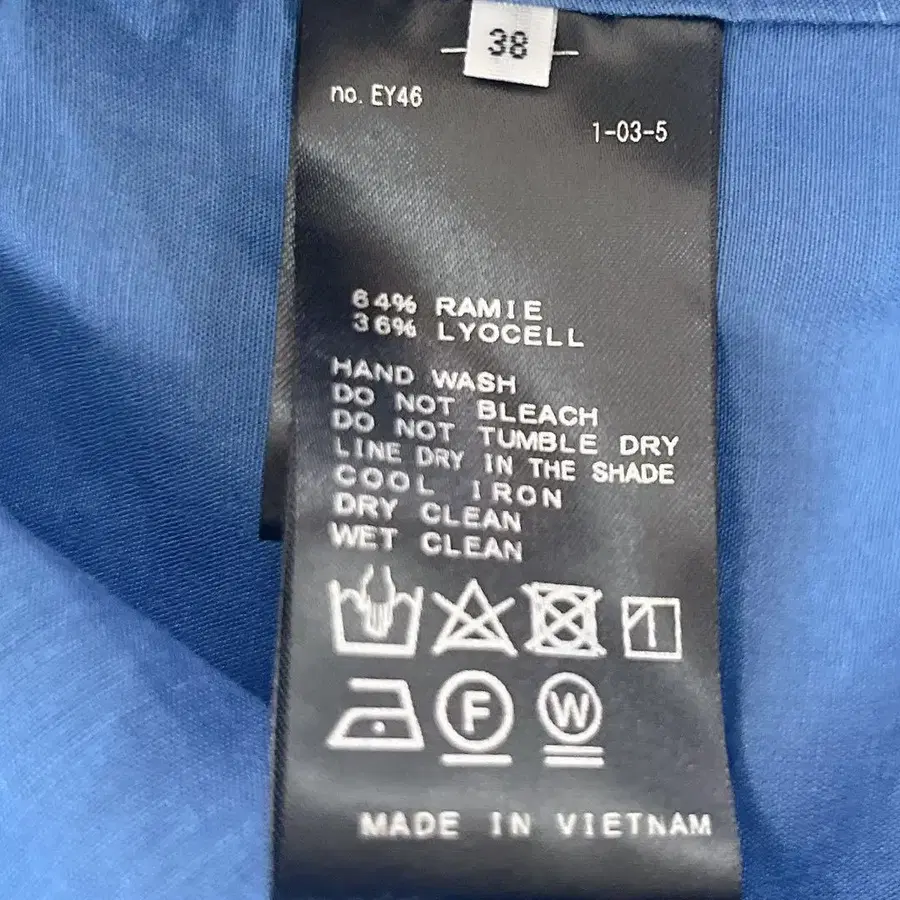 38
no. EY46
1-03-5
64% RAMIE
36% LYOCELL
HAND WASH
DO NOT BLEACH
DO NOT TUMBLE DRY
LINE DRY IN THE SHADE
COOL IRON
DRY CLEAN
WET CLEAN
F W
MADE IN VIETNAM